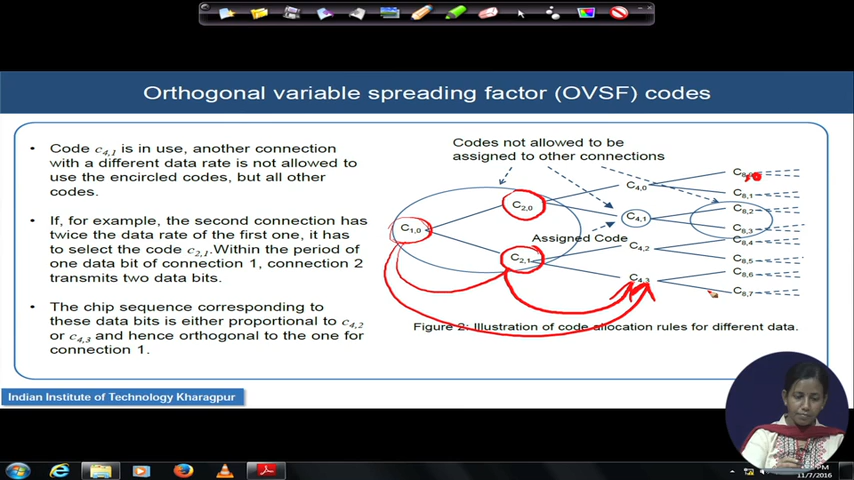 Orthogonal variable spreading factor (OVSF) codes
• Code c4,1 is in use, another connection
with a different data rate is not allowed to
use the encircled codes, but all other
codes.
• If, for example, the second connection has
twice the data rate of the first one, it has
to select the code c2,1.Within the period of
one data bit of connection 1, connection 2
transmits two data bits.
• The chip sequence corresponding to
these data bits is either proportional to c4,2
or c4,3 and hence orthogonal to the one for
connection 1.
Codes not allowed to be
assigned to other connections
C1,0
C2,0
C2,1
C4,0
C4,1
Assigned Code
C4,2
C4,3
C8,1
C8,2
C8,3
C8,4
C8,5
C8,6
C8,7
Figure 2: Illustration of code allocation rules for different data.
Indian Institute of Technology Kharagpur
11/7/2016